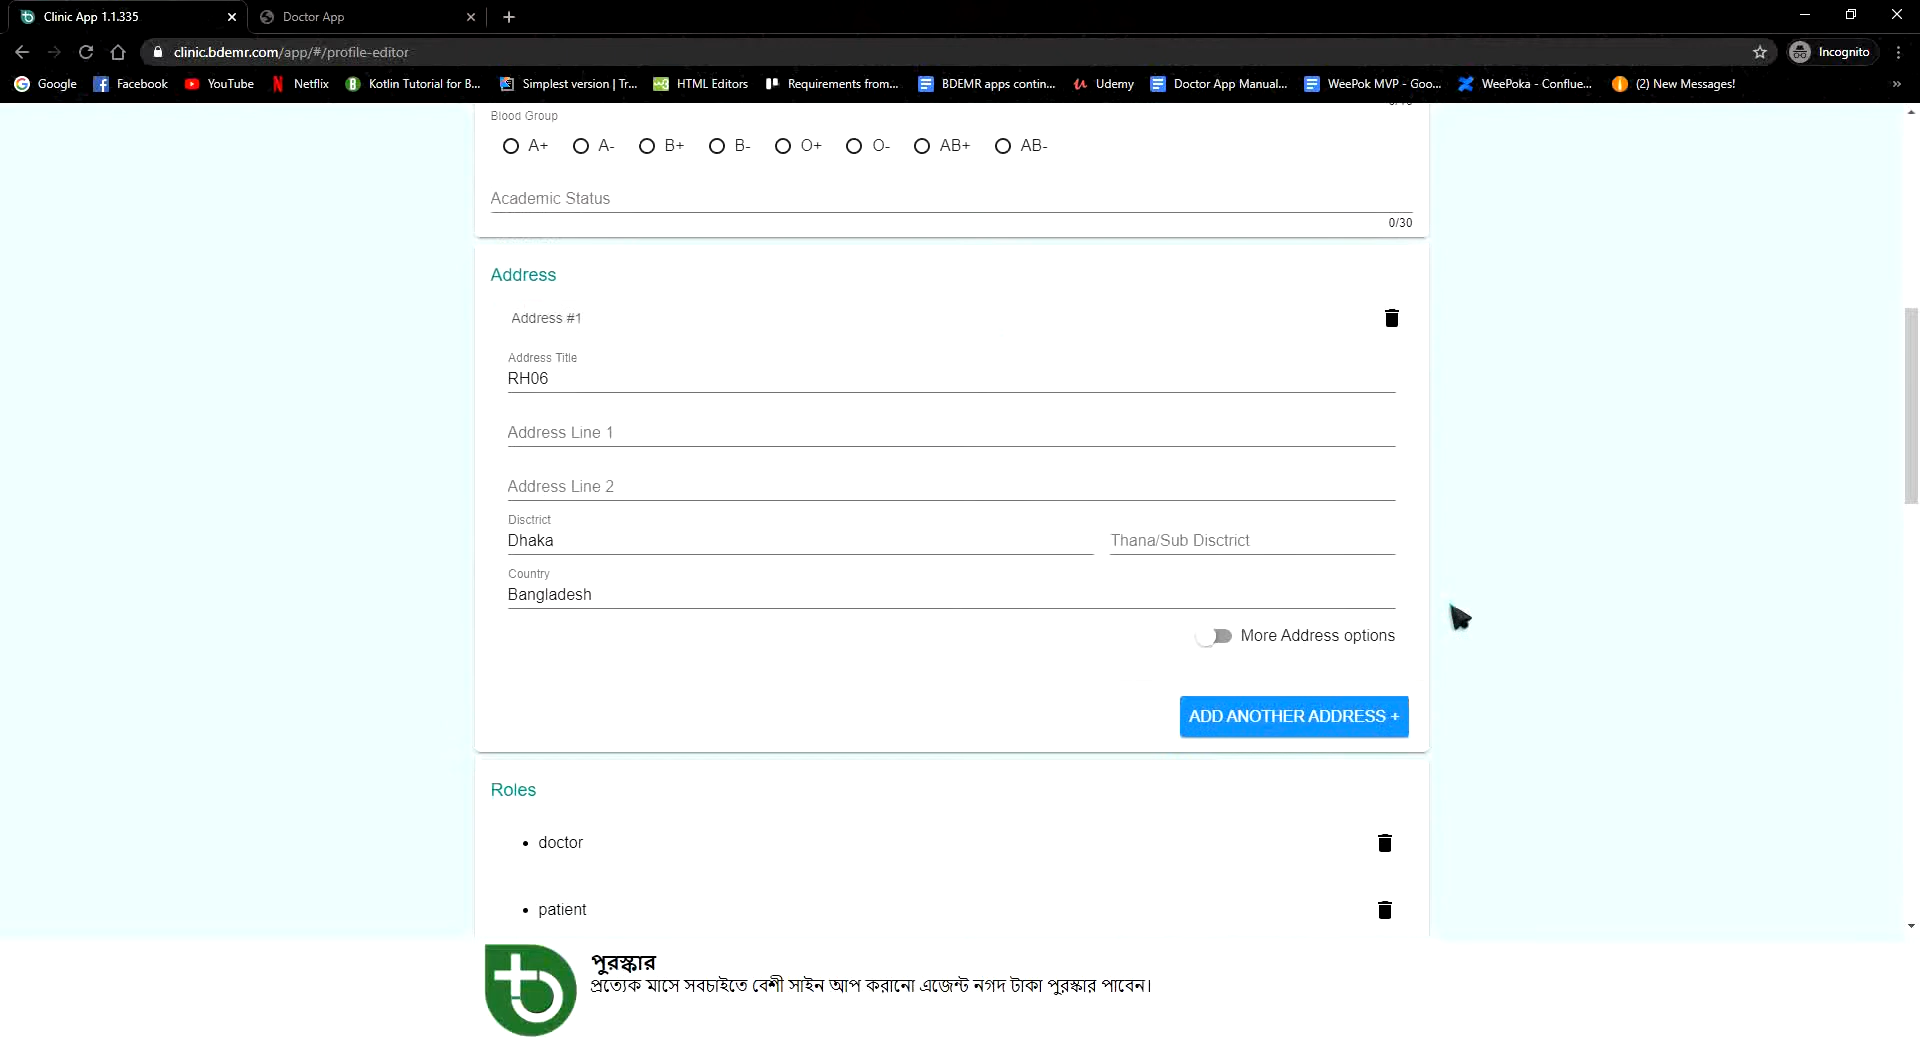 Clinic App 1.1.335
Doctor App
clinic.bdemr.com/app/#/profile-editor
Incognito
Google
Facebook
YouTube
Netflix
Kotlin Tutorial for B...
Simplest version | Tr...
HTML Editors
Requirements from...
BDEMR apps contin...
Udemy
Doctor App Manual...
WeePok MVP - Goo...
WeePoka - Conflue...
(2) New Messages!
»
Blood Group
A+ A- B+ B- O+ O- AB+ AB-
Academic Status
0/30
Address
Address #1
Address Title
RH06
Address Line 1
Address Line 2
Disctrict
Dhaka
Thana/Sub Disctrict
Country
Bangladesh
More Address options
ADD ANOTHER ADDRESS +
Roles
• doctor
• patient
পুরস্কার
প্রত্যেক মাসে সবচাইতে বেশী সাইন আপ করানো এজেন্ট নগদ টাকা পুরস্কার পাবেন।